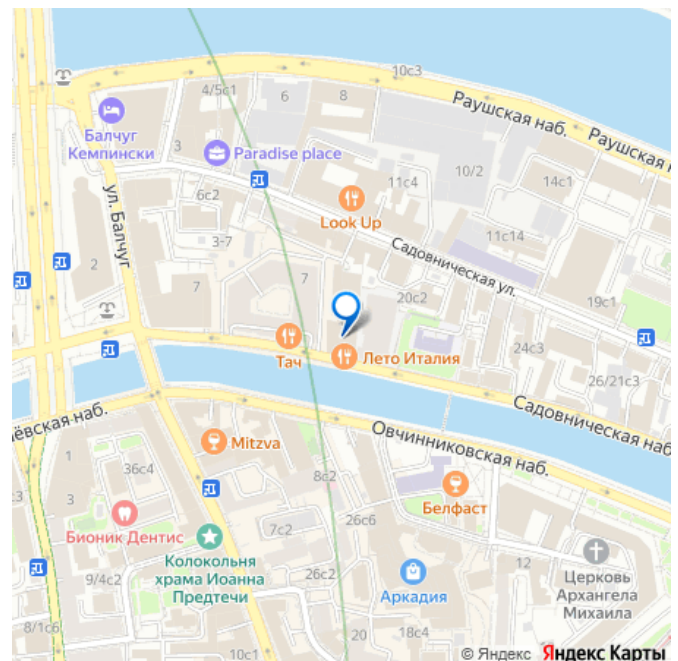 10с3
4/5с1
6
8
Раушская наб.
Раушская н
Балчуг
Кемпински
3
Paradise place
11с4
10/2
14с1
6с2
Look Up
ул. Балчуг
3-7
11с14
Садовническая ул.
2
7
7
20с2
19с1
Тач
Лето Италия
24с3
26/21с3
Садовническая наб
ёвская наб.
Овчинниковская наб.
Mitzva
1
3
36с4
8с2
Белфаст
Бионик Дентис
7с2
26с6
Колокольня
храма Иоанна
Предтечи
9/4с2
26с2
Аркадия
12
Церковь
Архангела
Михаила
8/1с6
20
18с4
10с1
© Яндекс Яндекс Карты